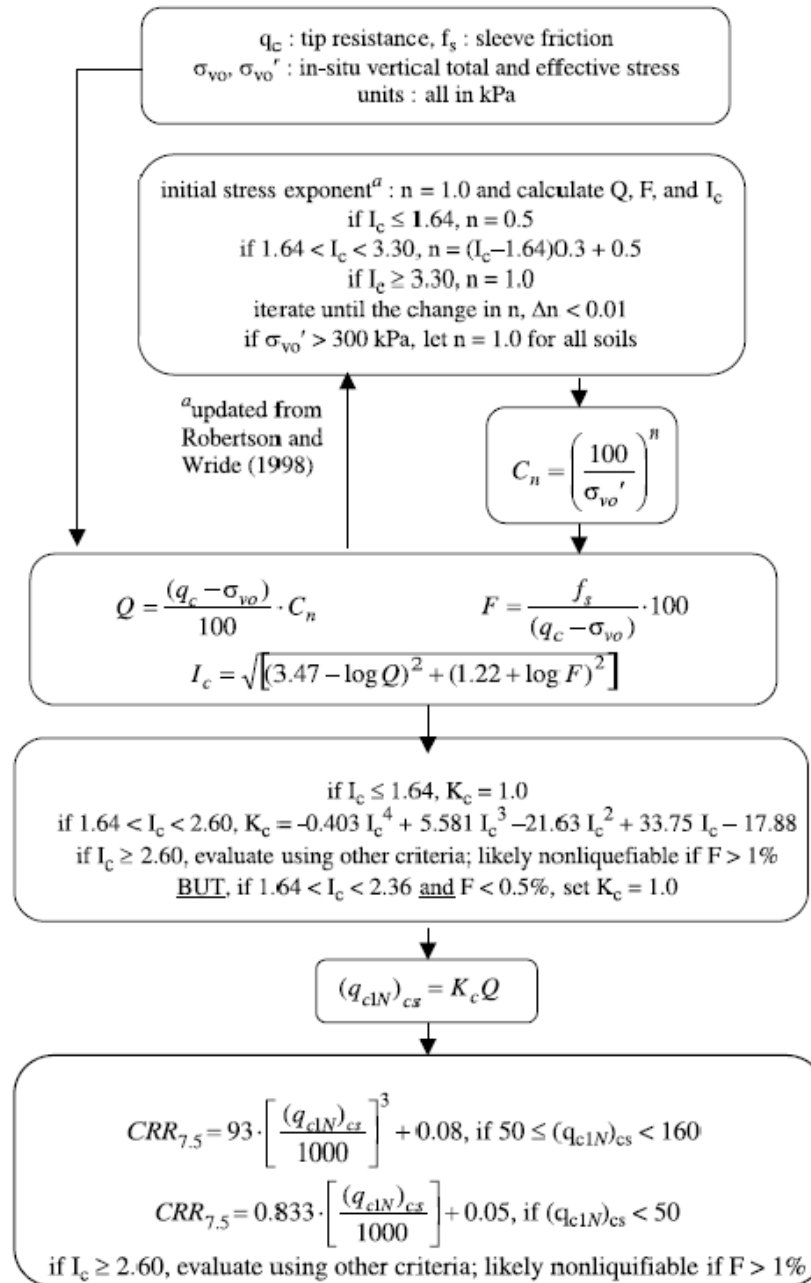 q_c : tip resistance, f_s : sleeve friction
σ_vo, σ_vo′ : in-situ vertical total and effective stress
units : all in kPa
initial stress exponent^a : n = 1.0 and calculate Q, F, and I_c
if I_c ≤ 1.64, n = 0.5
if 1.64 < I_c < 3.30, n = (I_c−1.64)0.3 + 0.5
if I_c ≥ 3.30, n = 1.0
iterate until the change in n, Δn < 0.01
if σ_vo′ > 300 kPa, let n = 1.0 for all soils
^a updated from
Robertson and
Wride (1998)
C_n = (100 / σ_vo′)^n
Q = (q_c − σ_vo) / 100 · C_n
F = f_s / (q_c − σ_vo) · 100
I_c = √[(3.47 − log Q)^2 + (1.22 + log F)^2]
if I_c ≤ 1.64, K_c = 1.0
if 1.64 < I_c < 2.60, K_c = −0.403 I_c^4 + 5.581 I_c^3 −21.63 I_c^2 + 33.75 I_c − 17.88
if I_c ≥ 2.60, evaluate using other criteria; likely nonliquefiable if F > 1%
BUT, if 1.64 < I_c < 2.36 and F < 0.5%, set K_c = 1.0
(q_c1N)_cs = K_c Q
CRR_7.5 = 93 · [(q_c1N)_cs / 1000]^3 + 0.08, if 50 ≤ (q_c1N)_cs < 160
CRR_7.5 = 0.833 · [(q_c1N)_cs / 1000] + 0.05, if (q_c1N)_cs < 50
if I_c ≥ 2.60, evaluate using other criteria; likely nonliquifiable if F > 1%